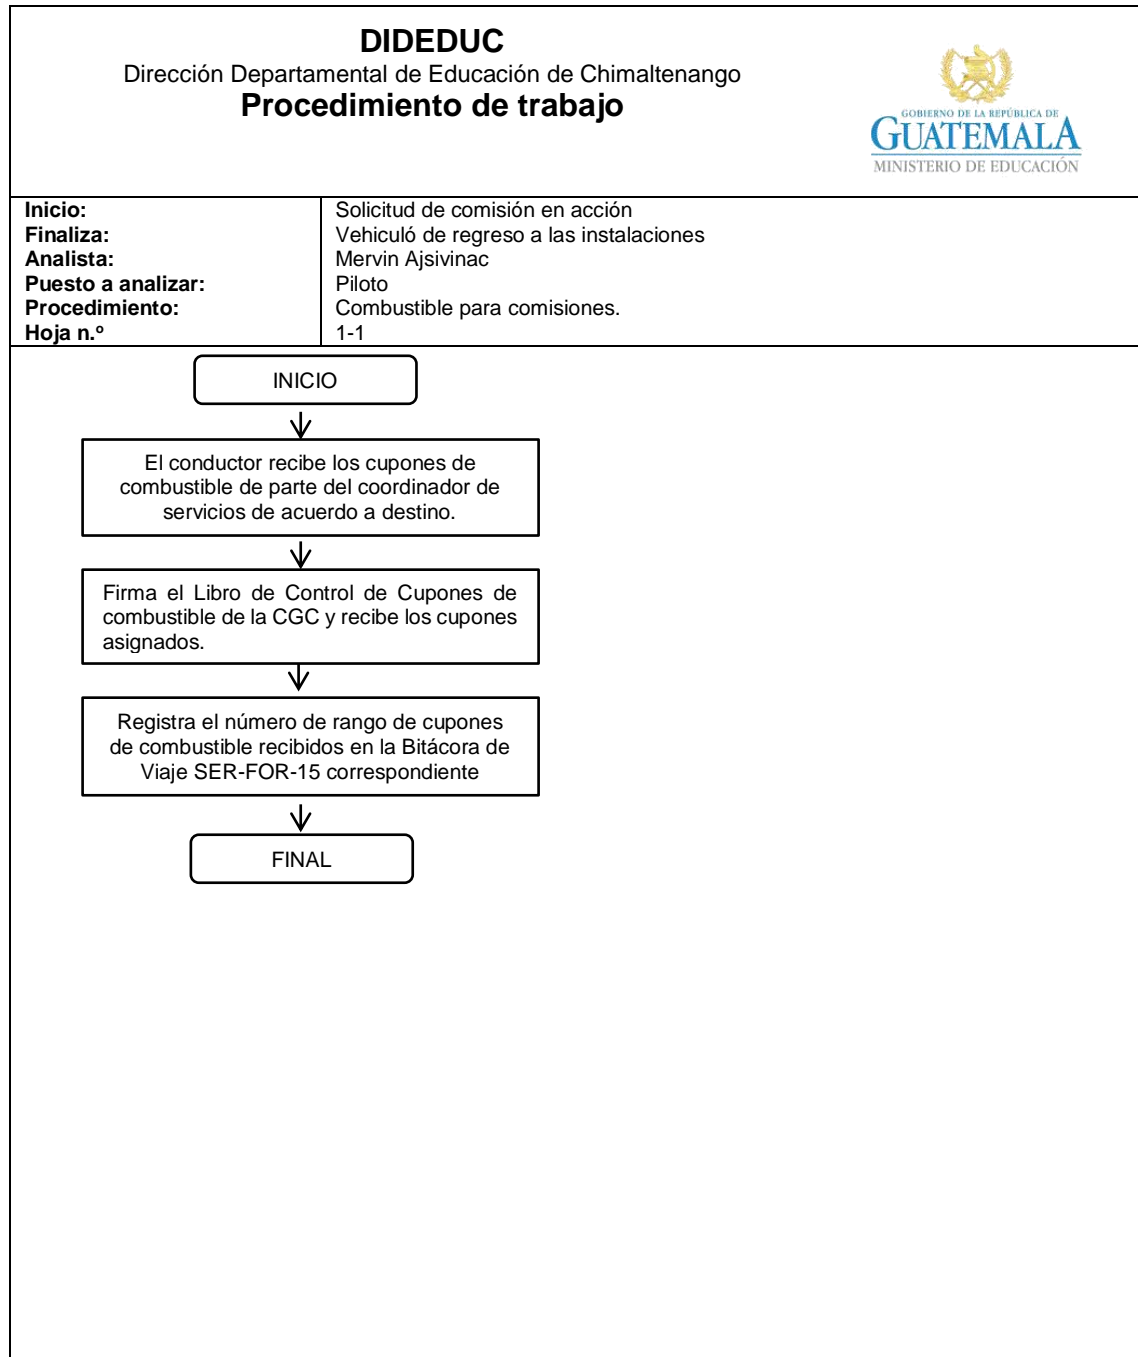 DIDEDUC
Dirección Departamental de Educación de Chimaltenango
Procedimiento de trabajo
GOBIERNO DE LA REPÚBLICA DE
GUATEMALA
MINISTERIO DE EDUCACIÓN
Inicio: Solicitud de comisión en acción
Finaliza: Vehiculó de regreso a las instalaciones
Analista: Mervin Ajsivinac
Puesto a analizar: Piloto
Procedimiento: Combustible para comisiones.
Hoja n.º 1-1
INICIO
El conductor recibe los cupones de
combustible de parte del coordinador de
servicios de acuerdo a destino.
Firma el Libro de Control de Cupones de
combustible de la CGC y recibe los cupones
asignados.
Registra el número de rango de cupones
de combustible recibidos en la Bitácora de
Viaje SER-FOR-15 correspondiente
FINAL